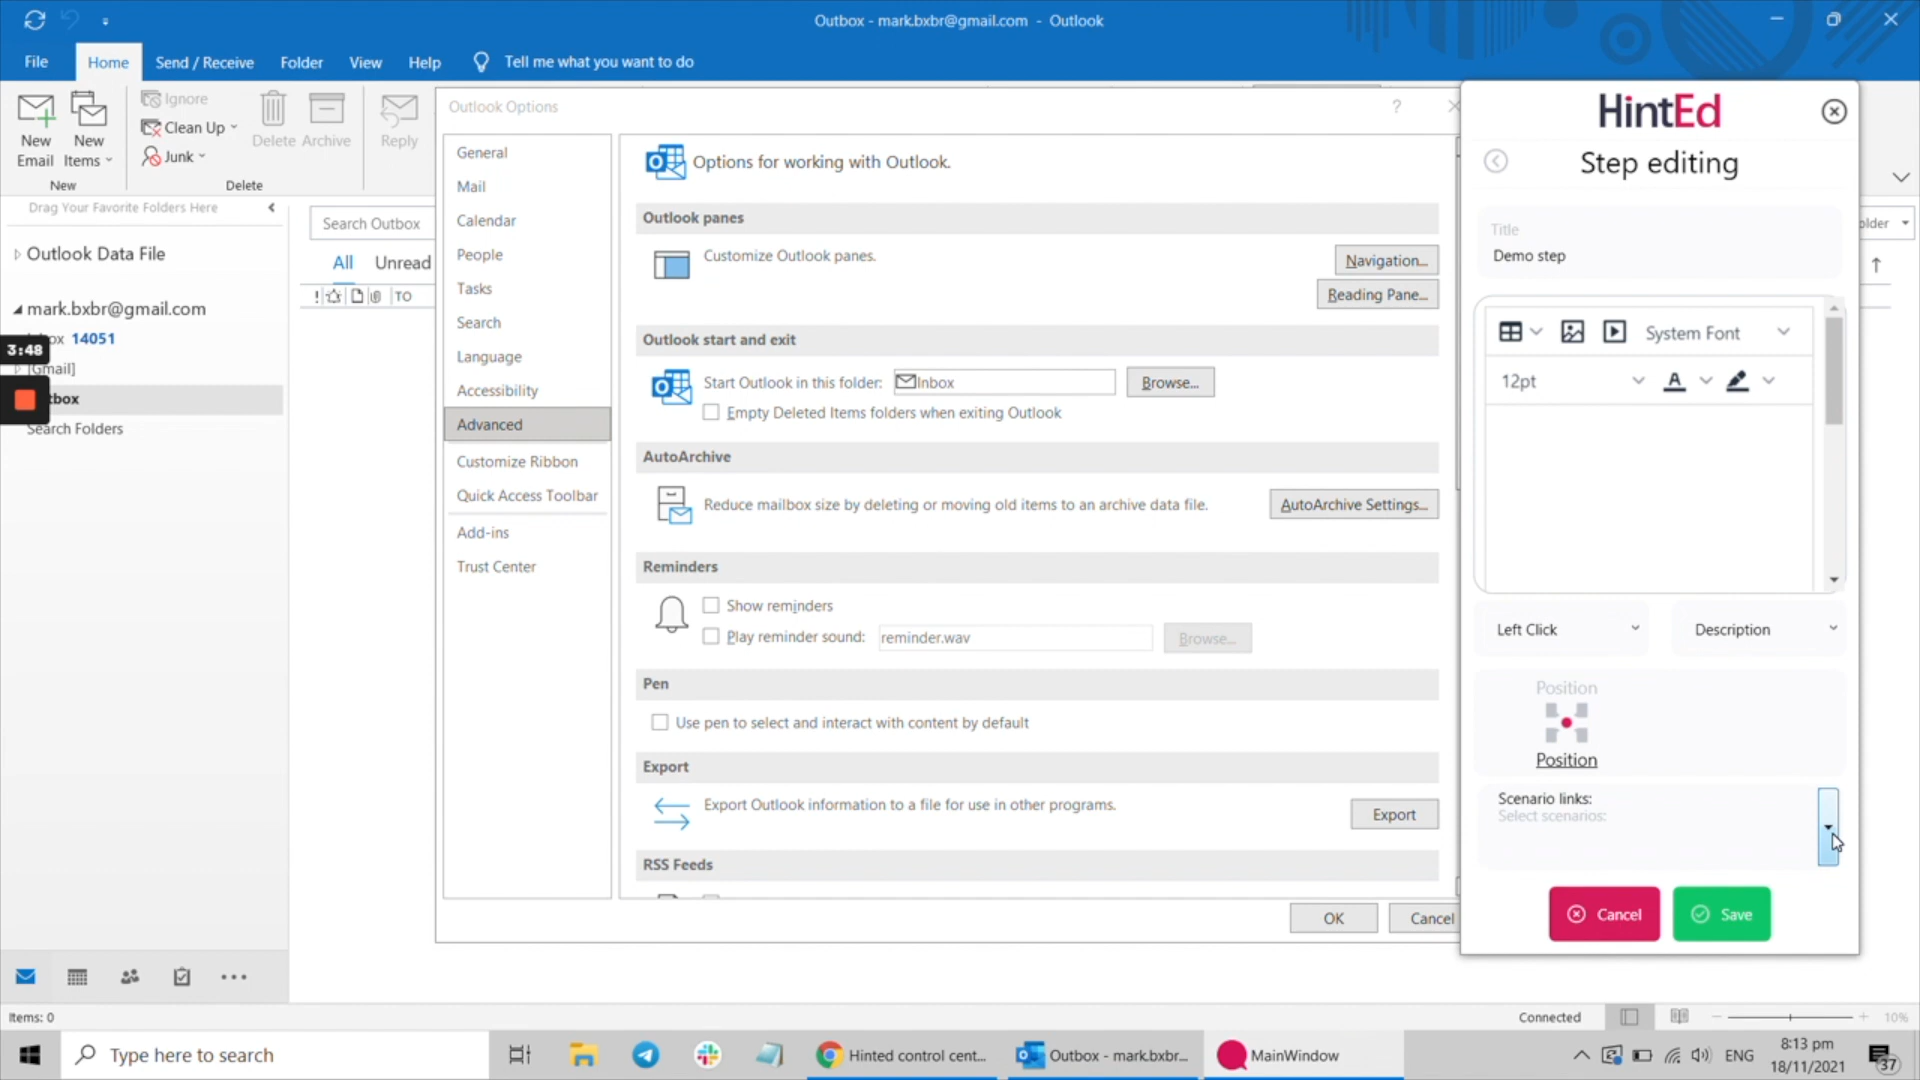 Outbox - mark.bxbr@gmail.com - Outlook
File
Home
Send / Receive
Folder
View
Help
Tell me what you want to do
New
Email
New
Items
Ignore
Clean Up
Junk
Delete
Archive
Reply
New
Delete
Drag Your Favorite Folders Here
Outlook Data File
mark.bxbr@gmail.com
14051
3:48
[Gmail]
Search Folders
Search Outbox
All
Unread
! TO
Outlook Options
?
General
Mail
Calendar
People
Tasks
Search
Language
Accessibility
Advanced
Customize Ribbon
Quick Access Toolbar
Add-ins
Trust Center
Options for working with Outlook.
Outlook panes
Customize Outlook panes.
Navigation...
Reading Pane...
Outlook start and exit
Start Outlook in this folder:
Inbox
Browse...
Empty Deleted Items folders when exiting Outlook
AutoArchive
Reduce mailbox size by deleting or moving old items to an archive data file.
AutoArchive Settings...
Reminders
Show reminders
Play reminder sound:
reminder.wav
Browse...
Pen
Use pen to select and interact with content by default
Export
Export Outlook information to a file for use in other programs.
Export
RSS Feeds
OK
Cancel
HintEd
Step editing
Title
Demo step
System Font
12pt
A
Left Click
Description
Position
Position
Scenario links:
Select scenarios:
Cancel
Save
Items: 0
Connected
10%
Type here to search
Hinted control cent...
Outbox - mark.bxbr...
MainWindow
ENG
8:13 pm
18/11/2021
37